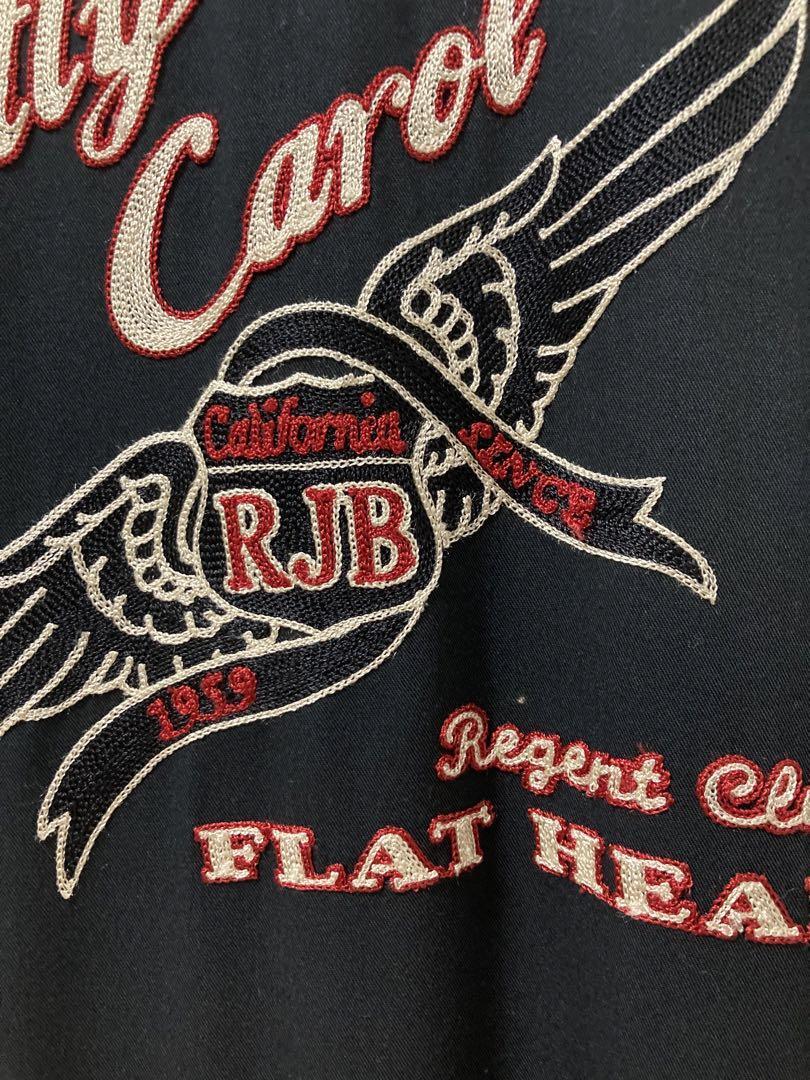 Carol
California
SINCE
RJB
1959
Regent
FLAT